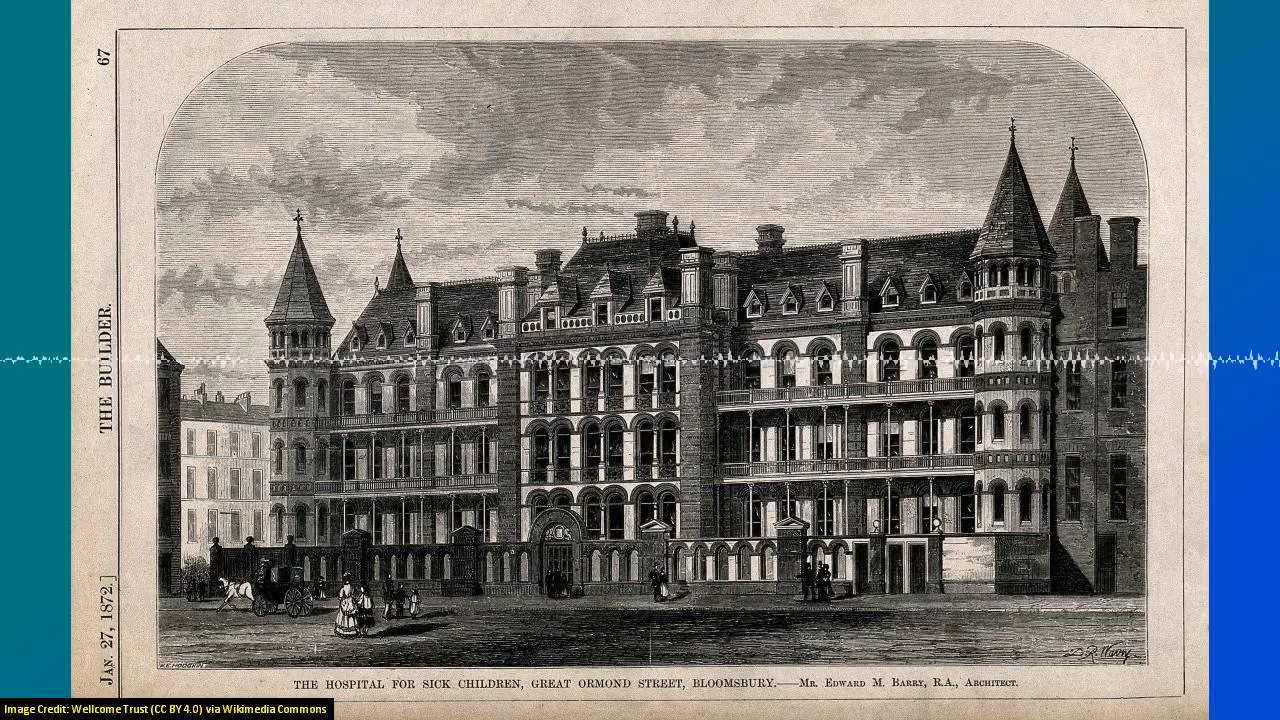 67
THE BUILDER.
JAN. 27, 1872.]
THE HOSPITAL FOR SICK CHILDREN, GREAT ORMOND STREET, BLOOMSBURY.—MR. EDWARD M. BARRY, R.A., ARCHITECT.
Image Credit: Wellcome Trust (CC BY 4.0) via Wikimedia Commons